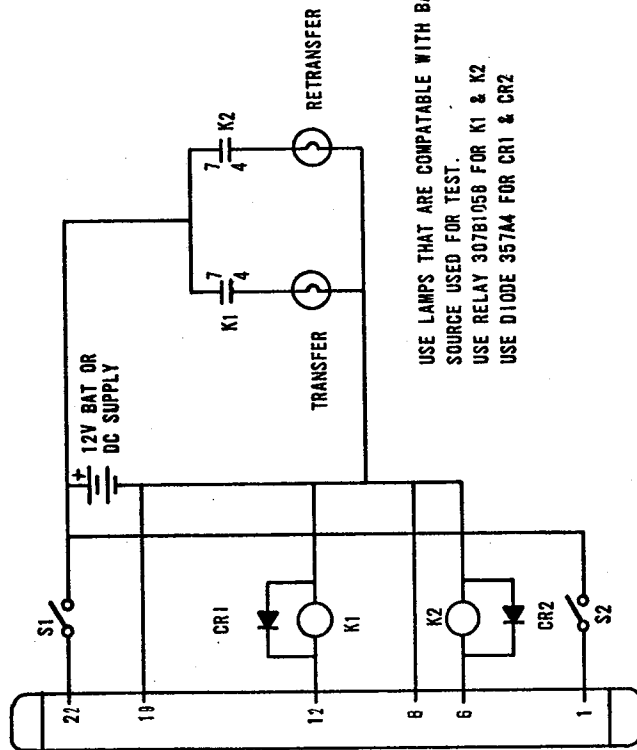 S1
22
19
12
8
6
1
+ 12V BAT OR
DC SUPPLY
CR1
K1
K2
CR2
S2
7
4
K1
7
4
K2
TRANSFER
RETRANSFER
USE LAMPS THAT ARE COMPATABLE WITH
SOURCE USED FOR TEST.
USE RELAY 307B1058 FOR K1 & K2
USE DIODE 357A4 FOR CR1 & CR2